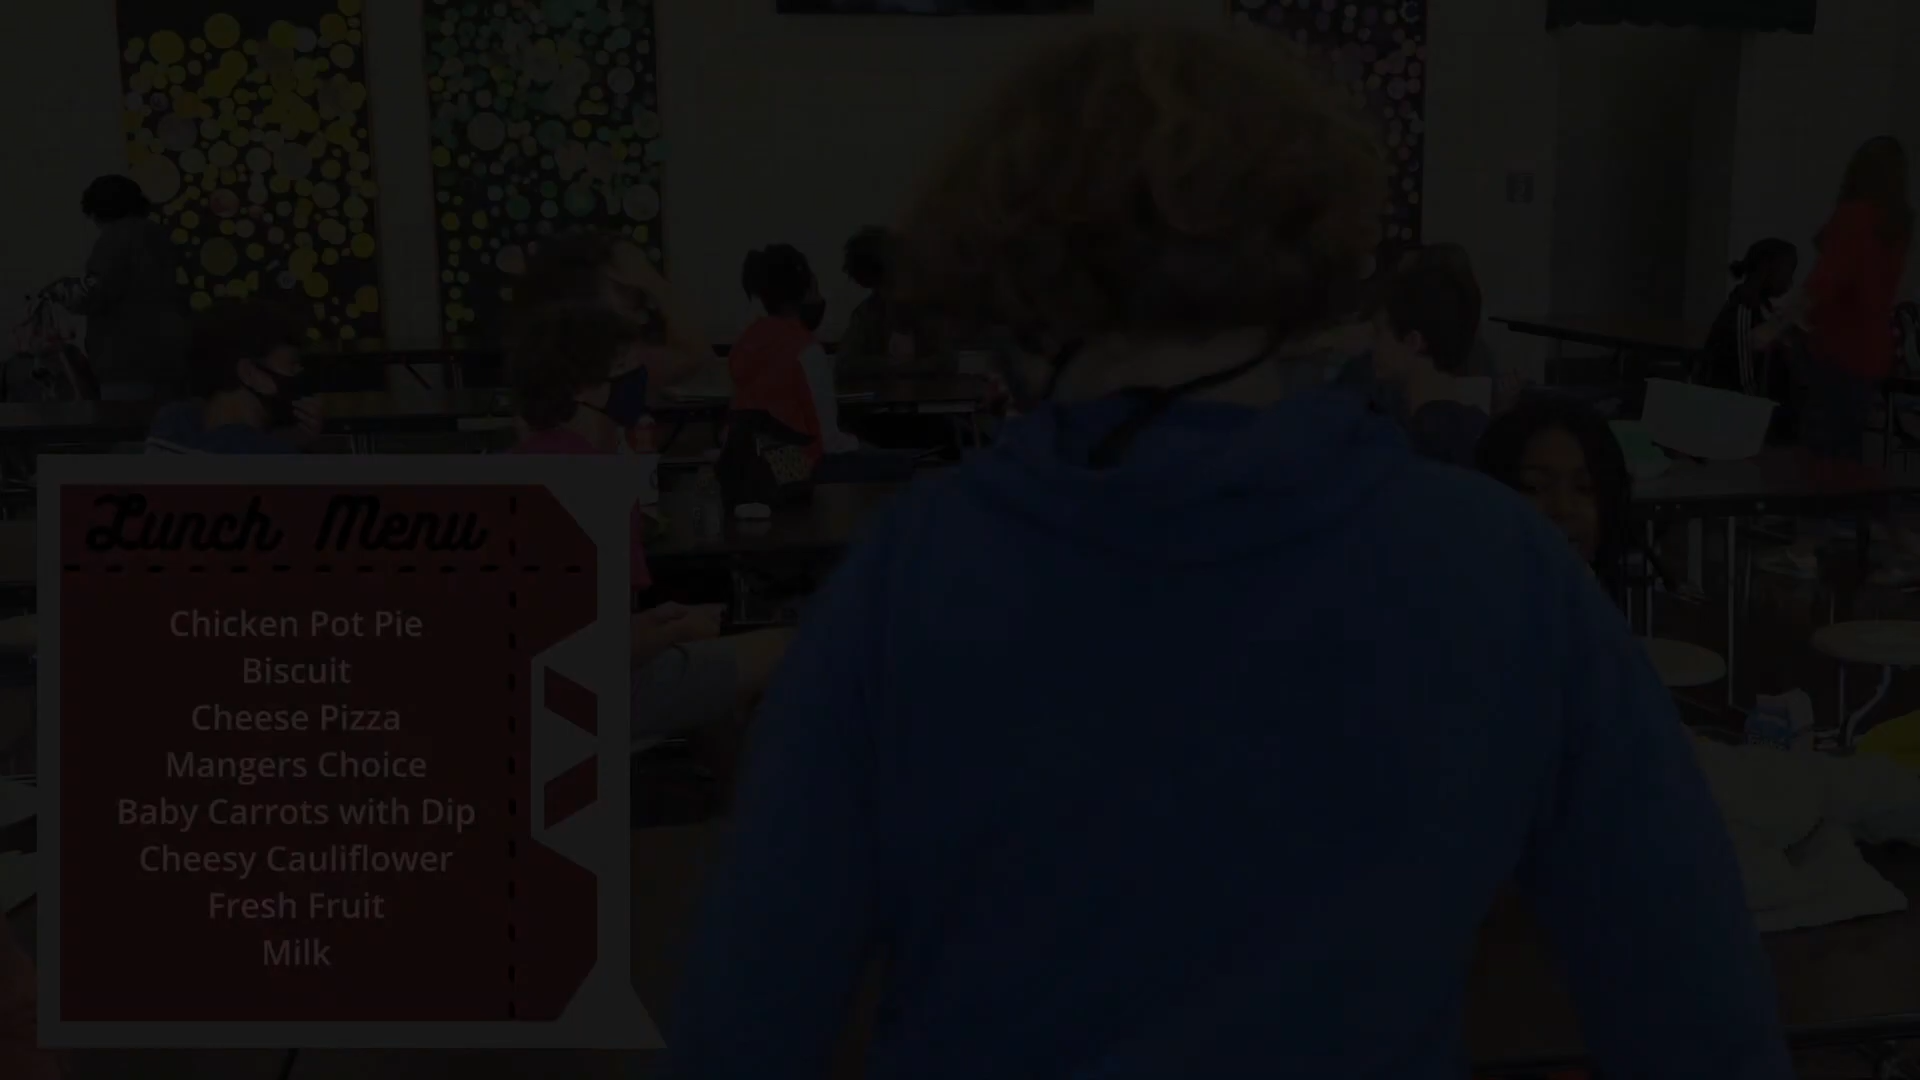 Lunch Menu
Chicken Pot Pie
Biscuit
Cheese Pizza
Mangers Choice
Baby Carrots with Dip
Cheesy Cauliflower
Fresh Fruit
Milk